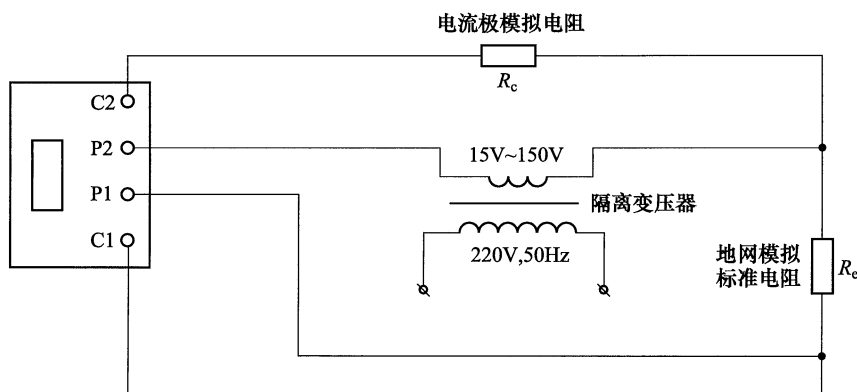 电流极模拟电阻
Rc
C2
P2
15V~150V
P1
隔离变压器
C1
220V,50Hz
地网模拟
标准电阻
Re